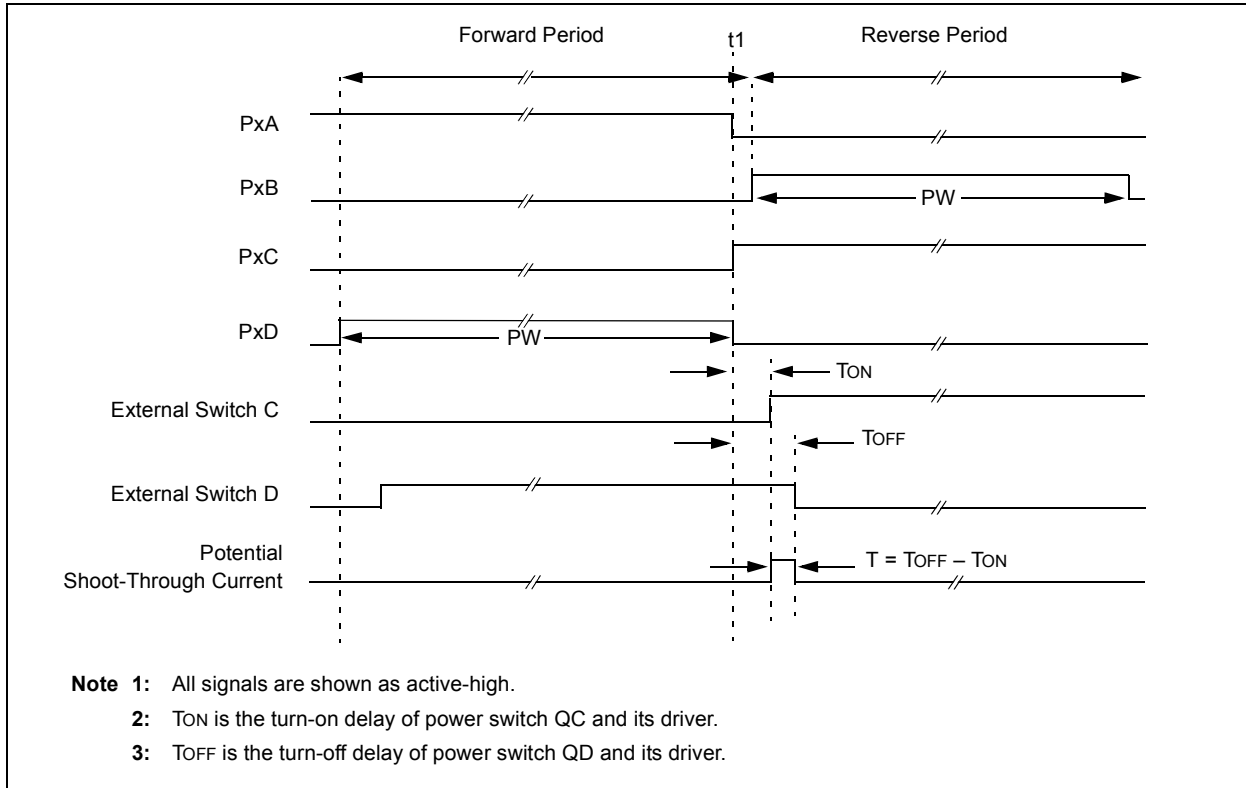 Forward Period
t1
Reverse Period
PxA
PxB
PW
PxC
PxD
PW
TON
External Switch C
TOFF
External Switch D
Potential
Shoot-Through Current
T = TOFF – TON
Note 1: All signals are shown as active-high.
2: TON is the turn-on delay of power switch QC and its driver.
3: TOFF is the turn-off delay of power switch QD and its driver.